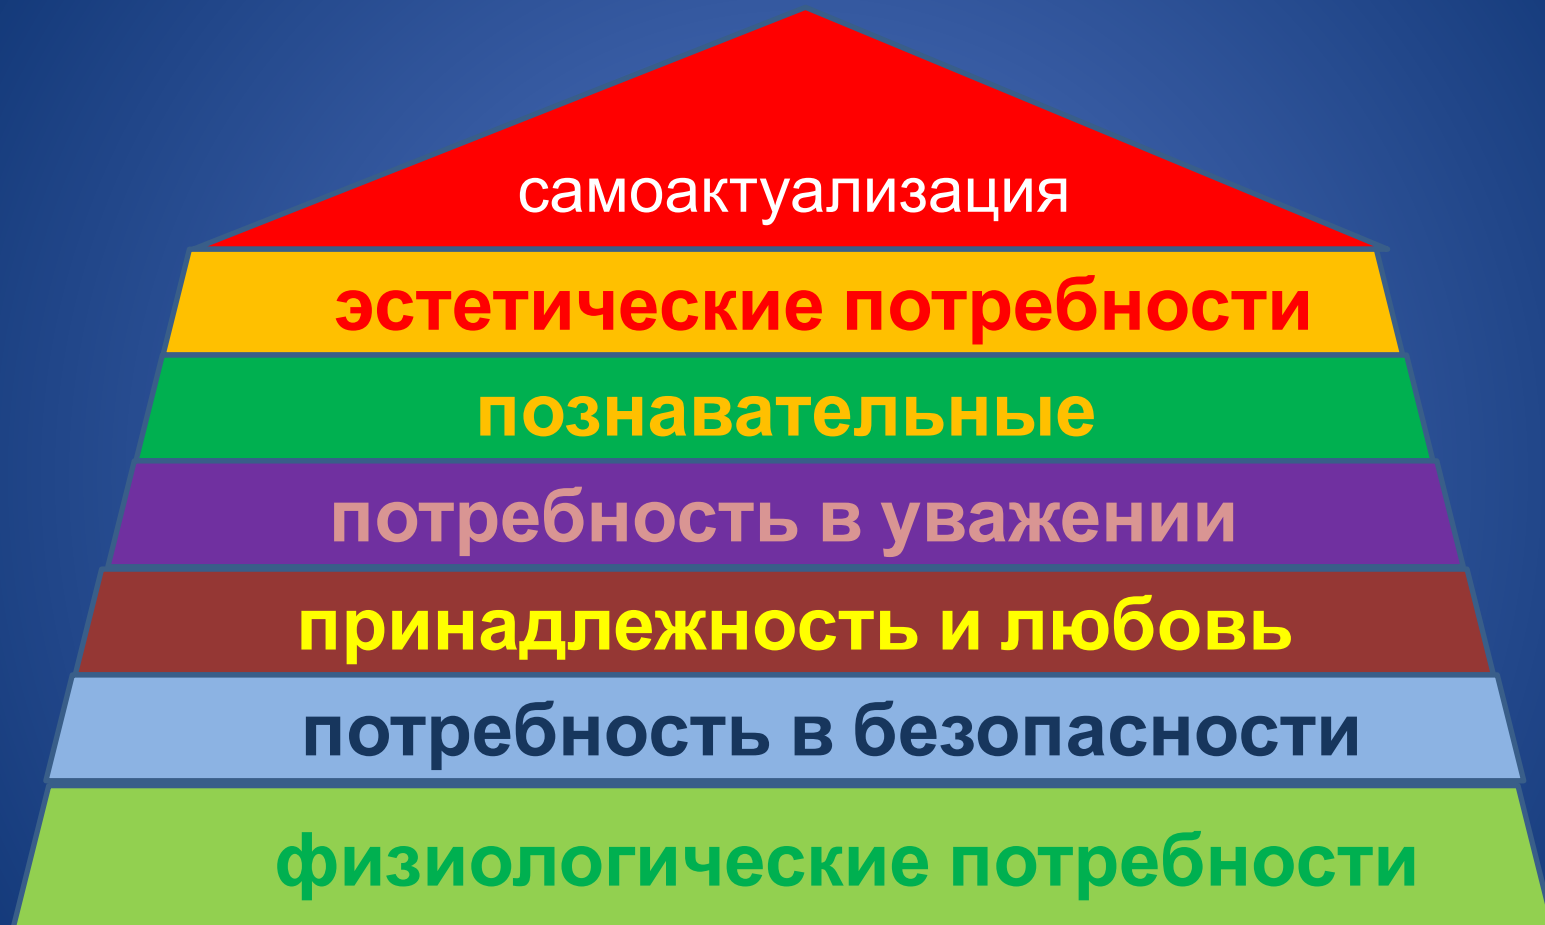 самоактуализация
эстетические потребности
познавательные
потребность в уважении
принадлежность и любовь
потребность в безопасности
физиологические потребности